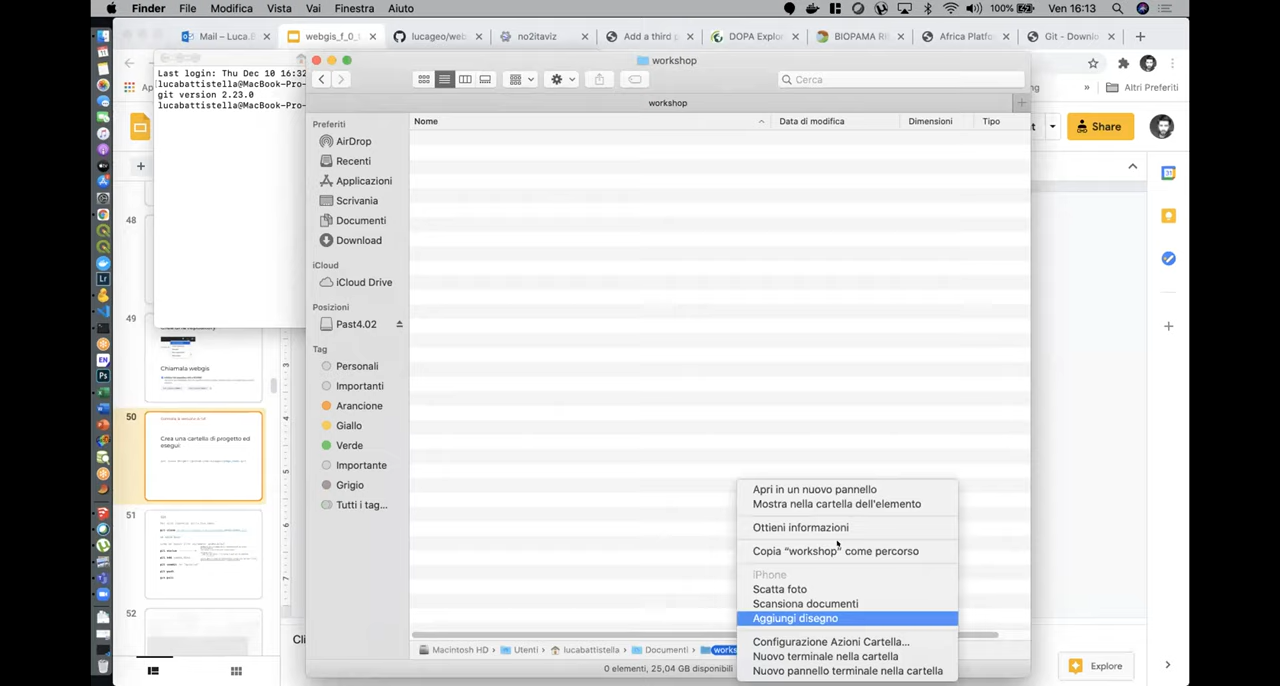 Finder File Modifica Vista Vai Finestra Aiuto 100% Ven 16:13
Mail – Luca.B webgis_f_0_ lucageo/web no2itaviz Add a third p DOPA Explor BIOPAMA R Africa Platfo Git - Downlo
Altri Preferiti
Share
Last login: Thu Dec 10 16:32
lucabattistella@MacBook-Pro-
git version 2.23.0
lucabattistella@MacBook-Pro-
workshop
Cerca
workshop
Nome Data di modifica Dimensioni Tipo
Preferiti
AirDrop
Recenti
Applicazioni
Scrivania
Documenti
Download
iCloud
iCloud Drive
Posizioni
Past4.02
Tag
Personali
Importanti
Arancione
Giallo
Verde
Importante
Grigio
Tutti i tag...
48
49
Chiamala webgis
50
Crea una cartella di progetto ed
esegui:
51
52
Apri in un nuovo pannello
Mostra nella cartella dell'elemento
Ottieni informazioni
Copia “workshop” come percorso
iPhone
Scatta foto
Scansiona documenti
Aggiungi disegno
Configurazione Azioni Cartella...
Nuovo terminale nella cartella
Nuovo pannello terminale nella cartella
Macintosh HD › Utenti › lucabattistella › Documenti › works
0 elementi, 25,04 GB disponibili
Explore